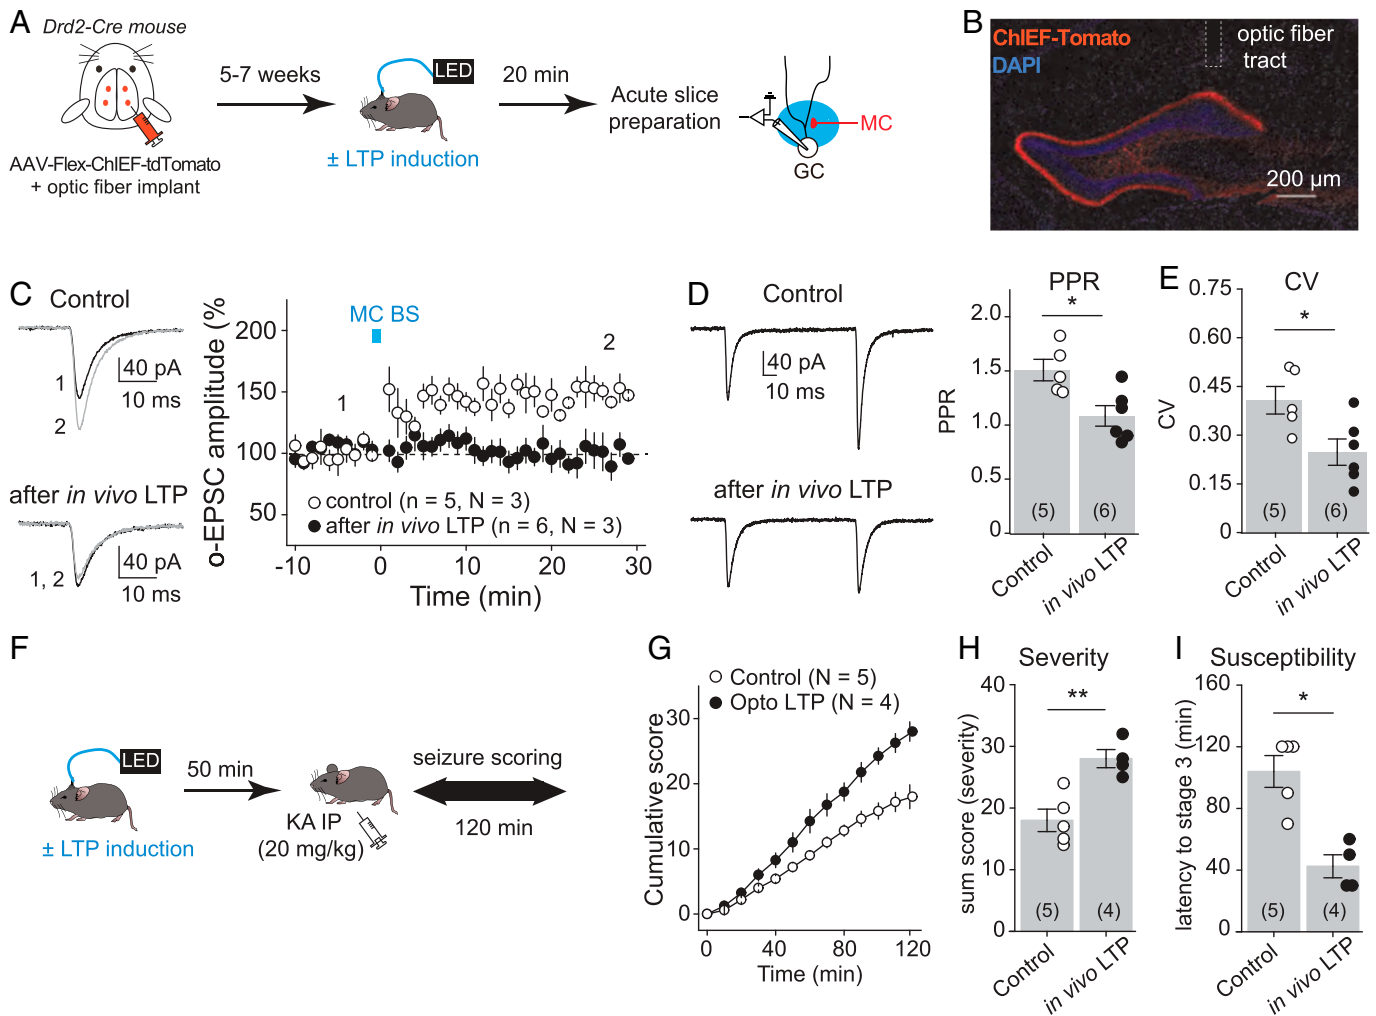 A
Drd2-Cre mouse
AAV-Flex-ChIEF-tdTomato
+ optic fiber implant
5-7 weeks
LED
± LTP induction
20 min
Acute slice
preparation
MC
GC
B
ChIEF-Tomato
DAPI
optic fiber
tract
200 µm
C
Control
1
2
40 pA
10 ms
after in vivo LTP
1, 2
40 pA
10 ms
o-EPSC amplitude (%
200
150
100
50
MC BS
1
2
control (n = 5, N = 3)
after in vivo LTP (n = 6, N = 3)
-10 0 10 20 30
Time (min)
D
Control
40 pA
10 ms
after in vivo LTP
PPR
*
PPR
2.0
1.5
1.0
0.5
0
(5) (6)
Control
in vivo LTP
E
CV
*
CV
0.75
0.60
0.45
0.30
0.15
0
(5) (6)
Control
in vivo LTP
F
LED
± LTP induction
50 min
KA IP
(20 mg/kg)
seizure scoring
120 min
G
Control (N = 5)
Opto LTP (N = 4)
Cumulative score
30
20
10
0
0 40 80 120
Time (min)
H
Severity
**
sum score (severity)
40
30
20
10
0
(5) (4)
Control
in vivo LTP
I
Susceptibility
*
latency to stage 3 (min)
160
120
80
40
0
(5) (4)
Control
in vivo LTP